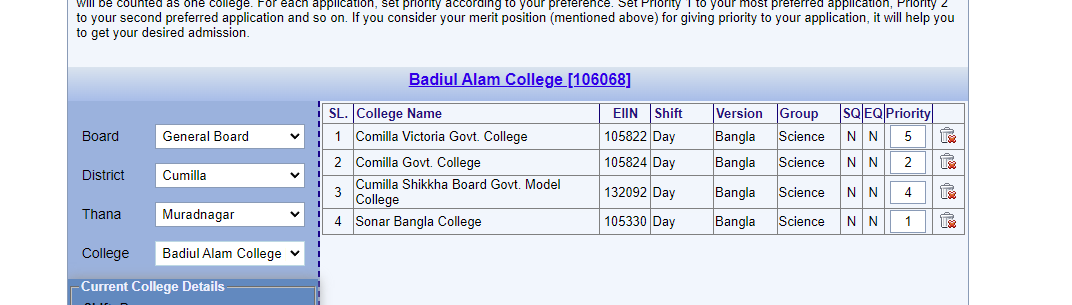 will be counted as one college. For each application, set priority according to your preference. Set Priority 1 to your most preferred application, Priority 2
to your second preferred application and so on. If you consider your merit position (mentioned above) for giving priority to your application, it will help you
to get your desired admission.
Badiul Alam College [106068]
Board General Board
District Cumilla
Thana Muradnagar
College Badiul Alam College
Current College Details
SL. College Name EIIN Shift Version Group SQ EQ Priority
1 Comilla Victoria Govt. College 105822 Day Bangla Science N N 5
2 Comilla Govt. College 105824 Day Bangla Science N N 2
3 Cumilla Shikkha Board Govt. Model
College 132092 Day Bangla Science N N 4
4 Sonar Bangla College 105330 Day Bangla Science N N 1